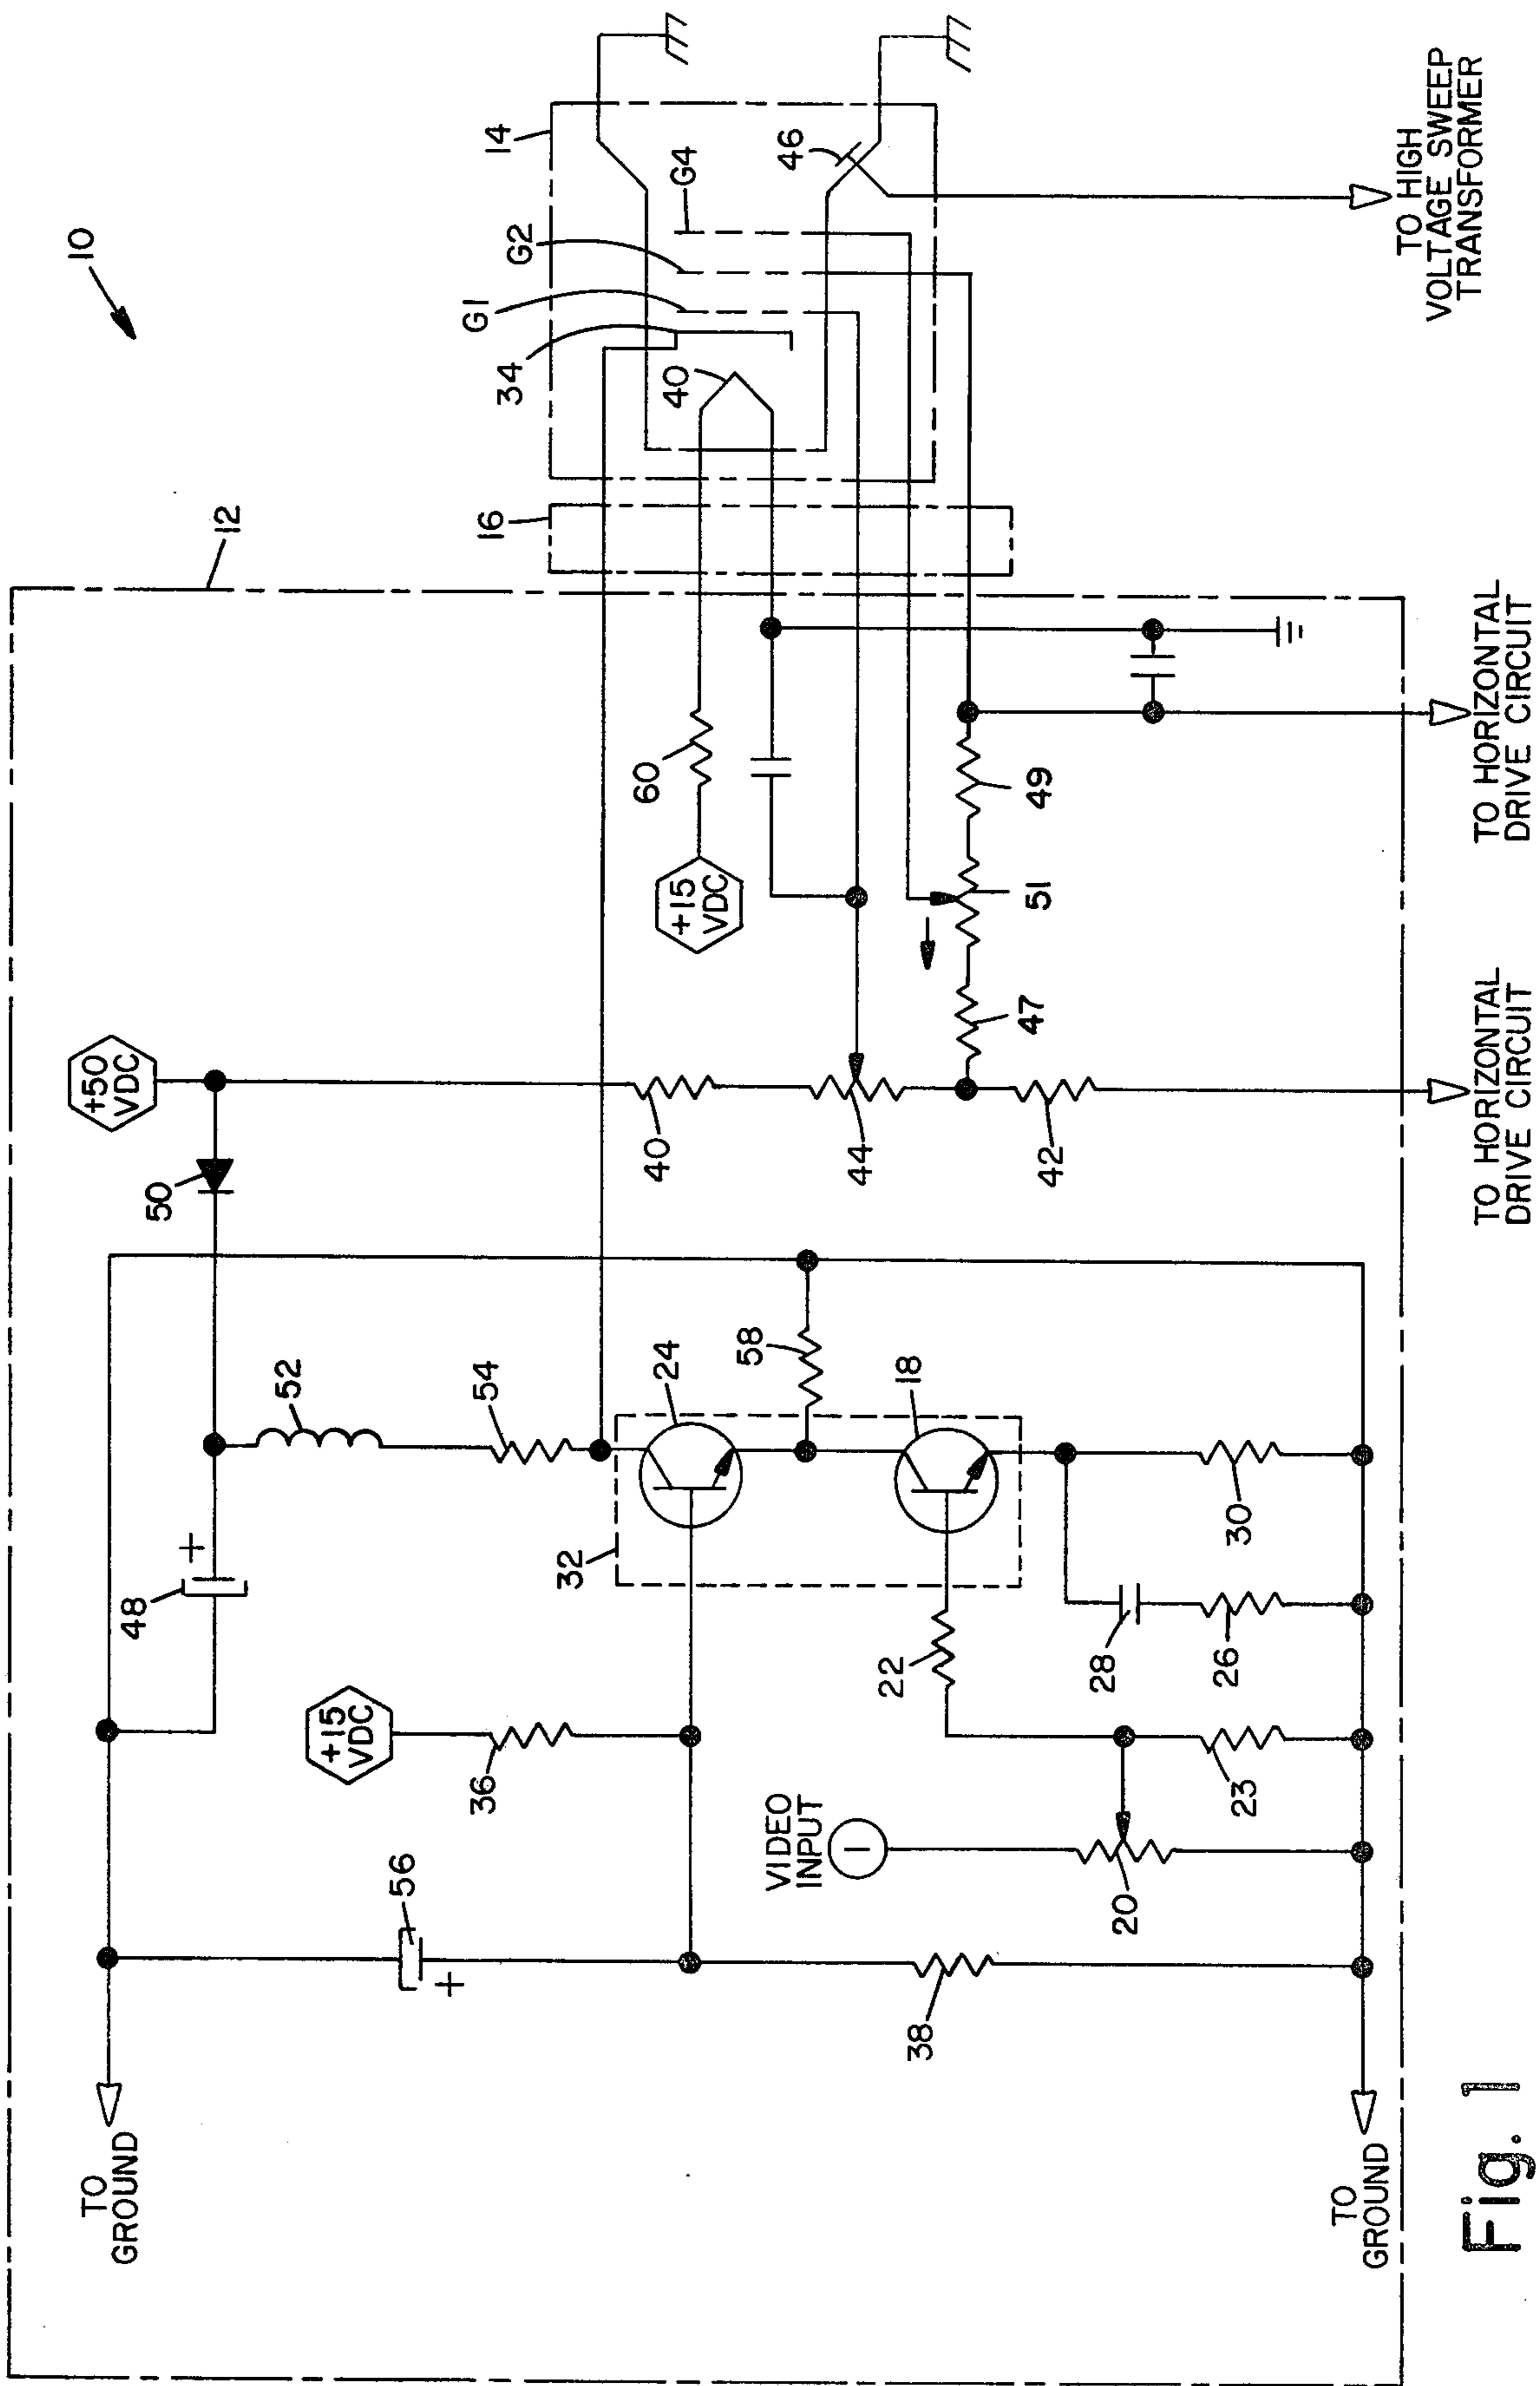 10
14
G4
G2
G1
34
40
46
16
12
TO HIGH
VOLTAGE SWEEP
TRANSFORMER
60
+15
VDC
49
51
47
TO HORIZONTAL
DRIVE CIRCUIT
+50
VDC
50
40
44
42
TO HORIZONTAL
DRIVE CIRCUIT
52
54
24
58
18
32
48
+
+15
VDC
36
22
28
26
30
23
VIDEO
INPUT
I
20
56
+
38
TO
GROUND
TO
GROUND
Fig. 1